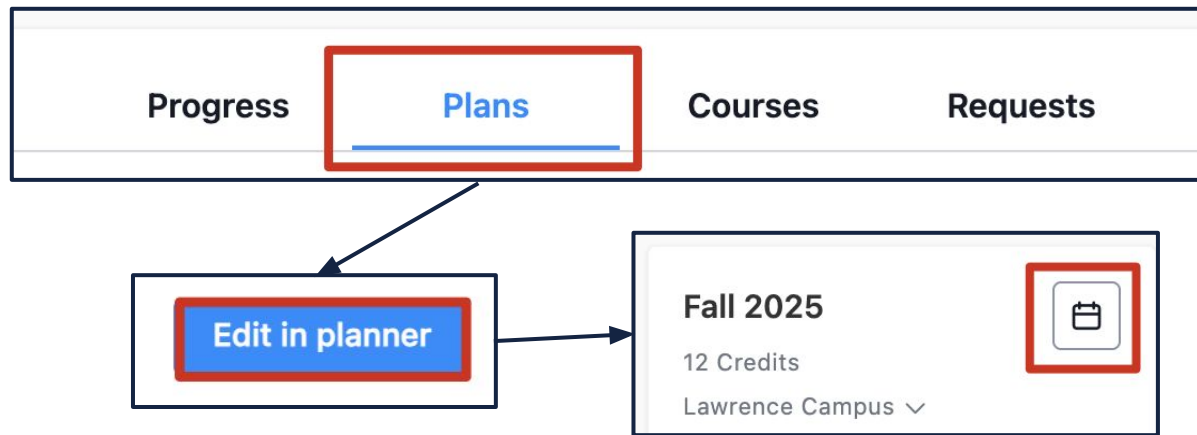 Progress Plans Courses Requests
Edit in planner
Fall 2025
12 Credits
Lawrence Campus